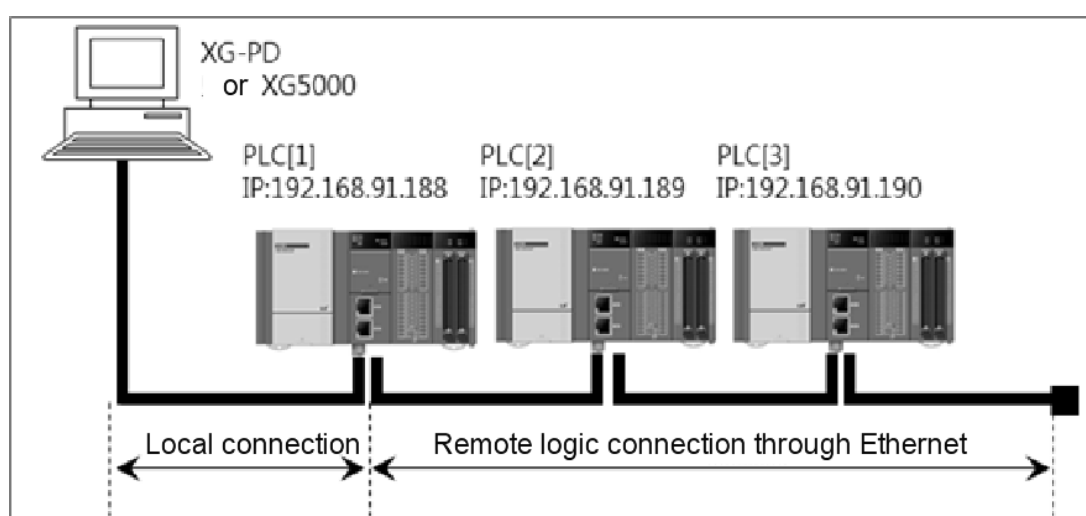 XG-PD
or XG5000
PLC[1]
IP:192.168.91.188
PLC[2]
IP:192.168.91.189
PLC[3]
IP:192.168.91.190
Local connection
Remote logic connection through Ethernet